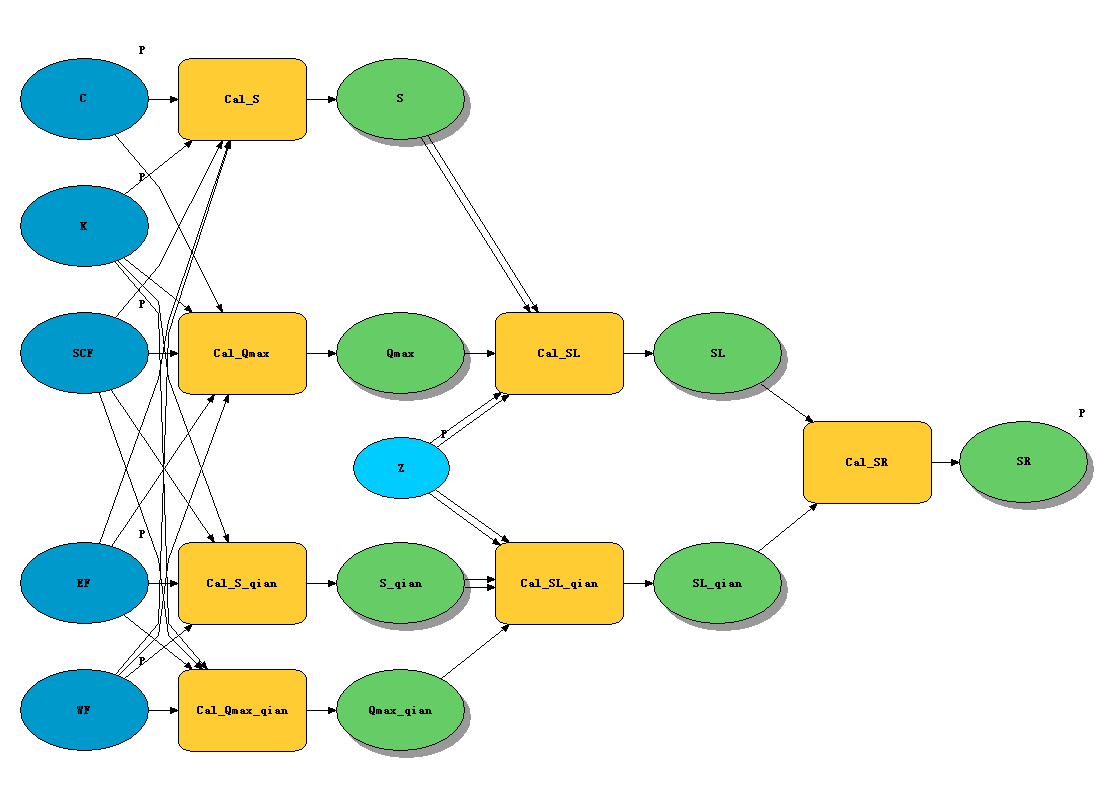 P
C
Cal_S
S
P
K
P
SCF
Cal_Qmax
Qmax
Cal_SL
SL
P
P
Z
Cal_SR
SR
P
EF
Cal_S_qian
S_qian
Cal_SL_qian
SL_qian
P
WF
Cal_Qmax_qian
Qmax_qian